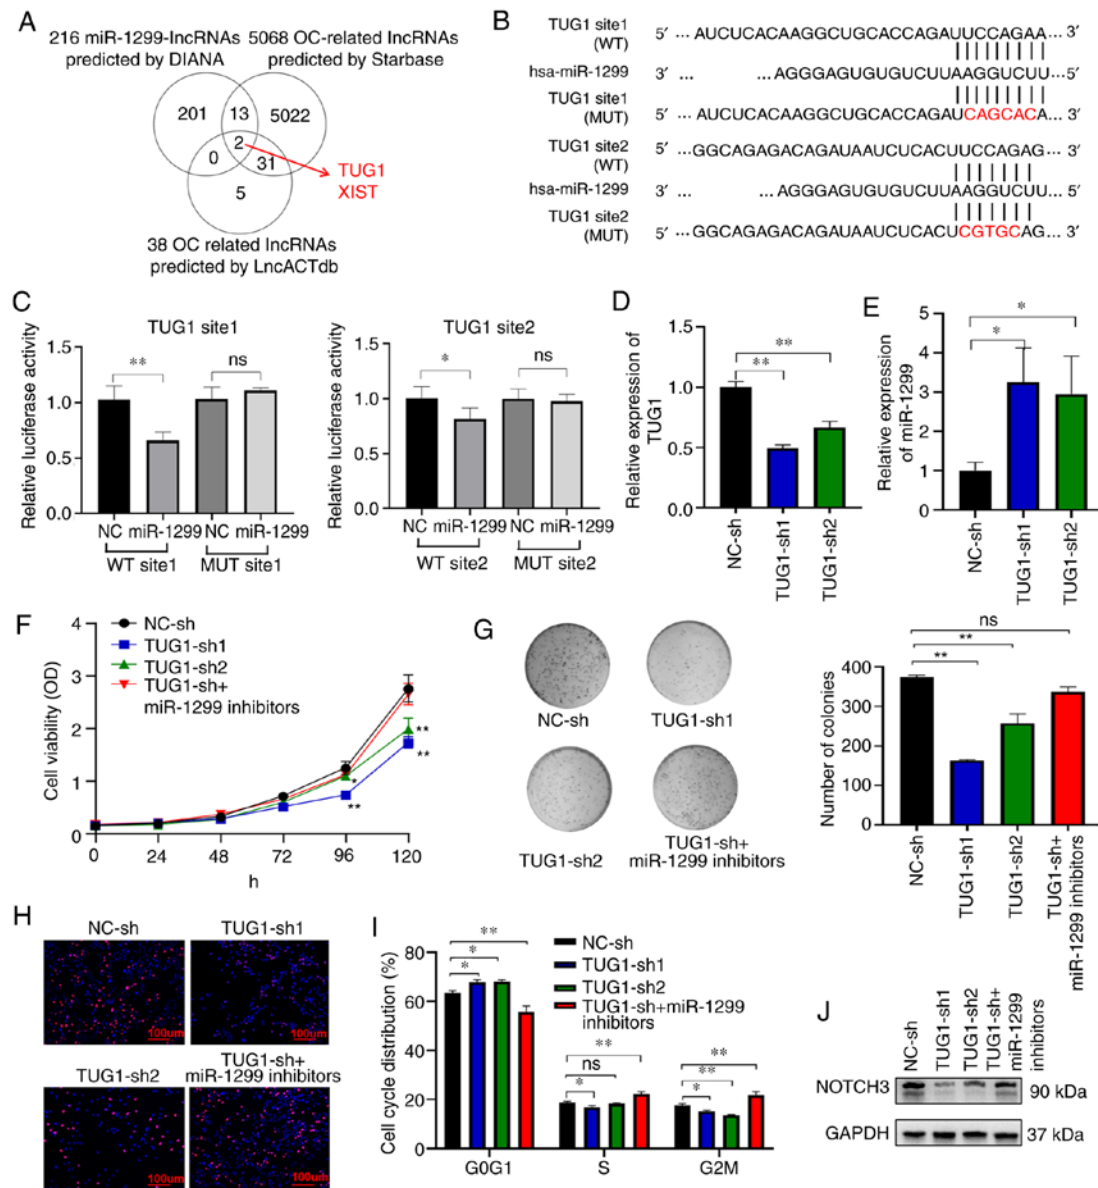 A
216 miR-1299-lncRNAs
predicted by DIANA
5068 OC-related lncRNAs
predicted by Starbase
201
13
5022
2
0
31
5
TUG1
XIST
38 OC related lncRNAs
predicted by LncACTdb
B
TUG1 site1
(WT)
5′ ... AUCUCACAAGGCUGCACCAGAUUCCAGAA ... 3′
hsa-miR-1299
3′ ... ... AGGGAGUGUGUCUUAAGGUCUU ...5′
TUG1 site1
(MUT)
5′ ... AUCUCACAAGGCUGCACCAGAUCAGCACA... 3′
TUG1 site2
(WT)
5′ ... GGCAGAGACAGAUAAUCUCACUUCCAGAG... 3′
hsa-miR-1299
3′ ... ... AGGGAGUGUGUCUUAAGGUCUU... 5′
TUG1 site2
(MUT)
5′ ... GGCAGAGACAGAUAAUCUCACUCGTGCAG... 3′
C
TUG1 site1
Relative luciferase activity
1.5
1.0
0.5
0.0
**
ns
NC miR-1299 NC miR-1299
WT site1 MUT site1
TUG1 site2
Relative luciferase activity
1.5
1.0
0.5
0.0
*
ns
NC miR-1299 NC miR-1299
WT site2 MUT site2
D
Relative expression of
TUG1
1.5
1.0
0.5
0.0
**
**
NC-sh
TUG1-sh1
TUG1-sh2
E
Relative expression
of miR-1299
5
4
3
2
1
0
*
*
NC-sh
TUG1-sh1
TUG1-sh2
F
Cell viability (OD)
4
3
2
1
0
NC-sh
TUG1-sh1
TUG1-sh2
TUG1-sh+
miR-1299 inhibitors
**
**
*
**
0 24 48 72 96 120
h
G
NC-sh
TUG1-sh1
TUG1-sh2
TUG1-sh+
miR-1299 inhibitors
Number of colonies
400
300
200
100
0
ns
**
**
NC-sh
TUG1-sh1
TUG1-sh2
TUG1-sh+
miR-1299 inhibitors
H
NC-sh
TUG1-sh1
100um
100um
TUG1-sh2
TUG1-sh+
miR-1299 inhibitors
100um
100um
I
Cell cycle distribution (%)
80
60
40
20
0
NC-sh
TUG1-sh1
TUG1-sh2
TUG1-sh+miR-1299
inhibitors
**
*
*
**
ns
*
**
**
*
G0G1 S G2M
J
NC-sh
TUG1-sh1
TUG1-sh2
TUG1-sh+
miR-1299
inhibitors
NOTCH3
90 kDa
GAPDH
37 kDa